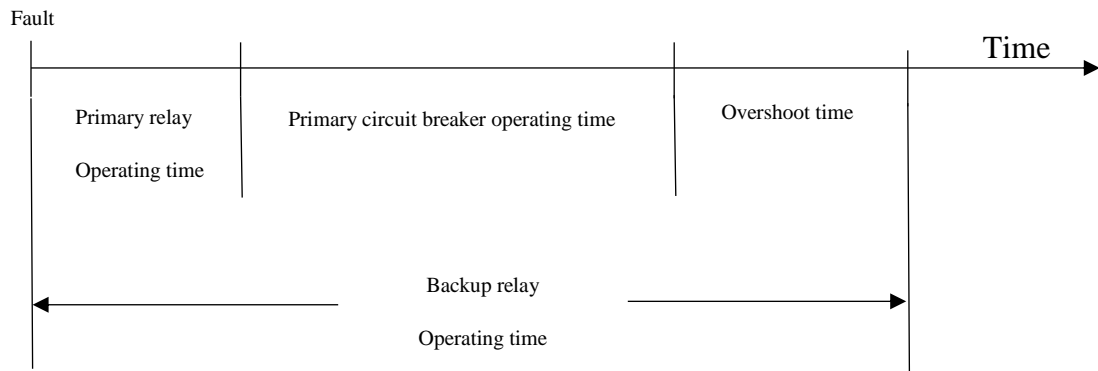 Fault
Time
Primary relay
Operating time
Primary circuit breaker operating time
Overshoot time
Backup relay
Operating time